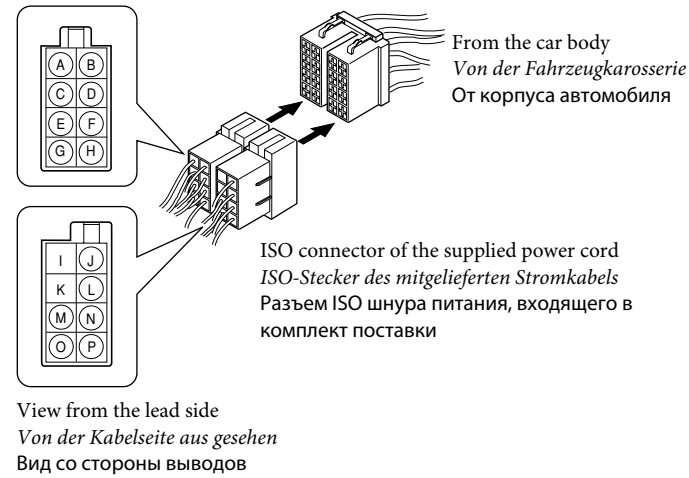 A B
C D
E F
G H
From the car body
Von der Fahrzeugkarosserie
От корпуса автомобиля
I J
K L
M N
O P
ISO connector of the supplied power cord
ISO-Stecker des mitgelieferten Stromkabels
Разъем ISO шнура питания, входящего в
комплект поставки
View from the lead side
Von der Kabelseite aus gesehen
Вид со стороны выводов